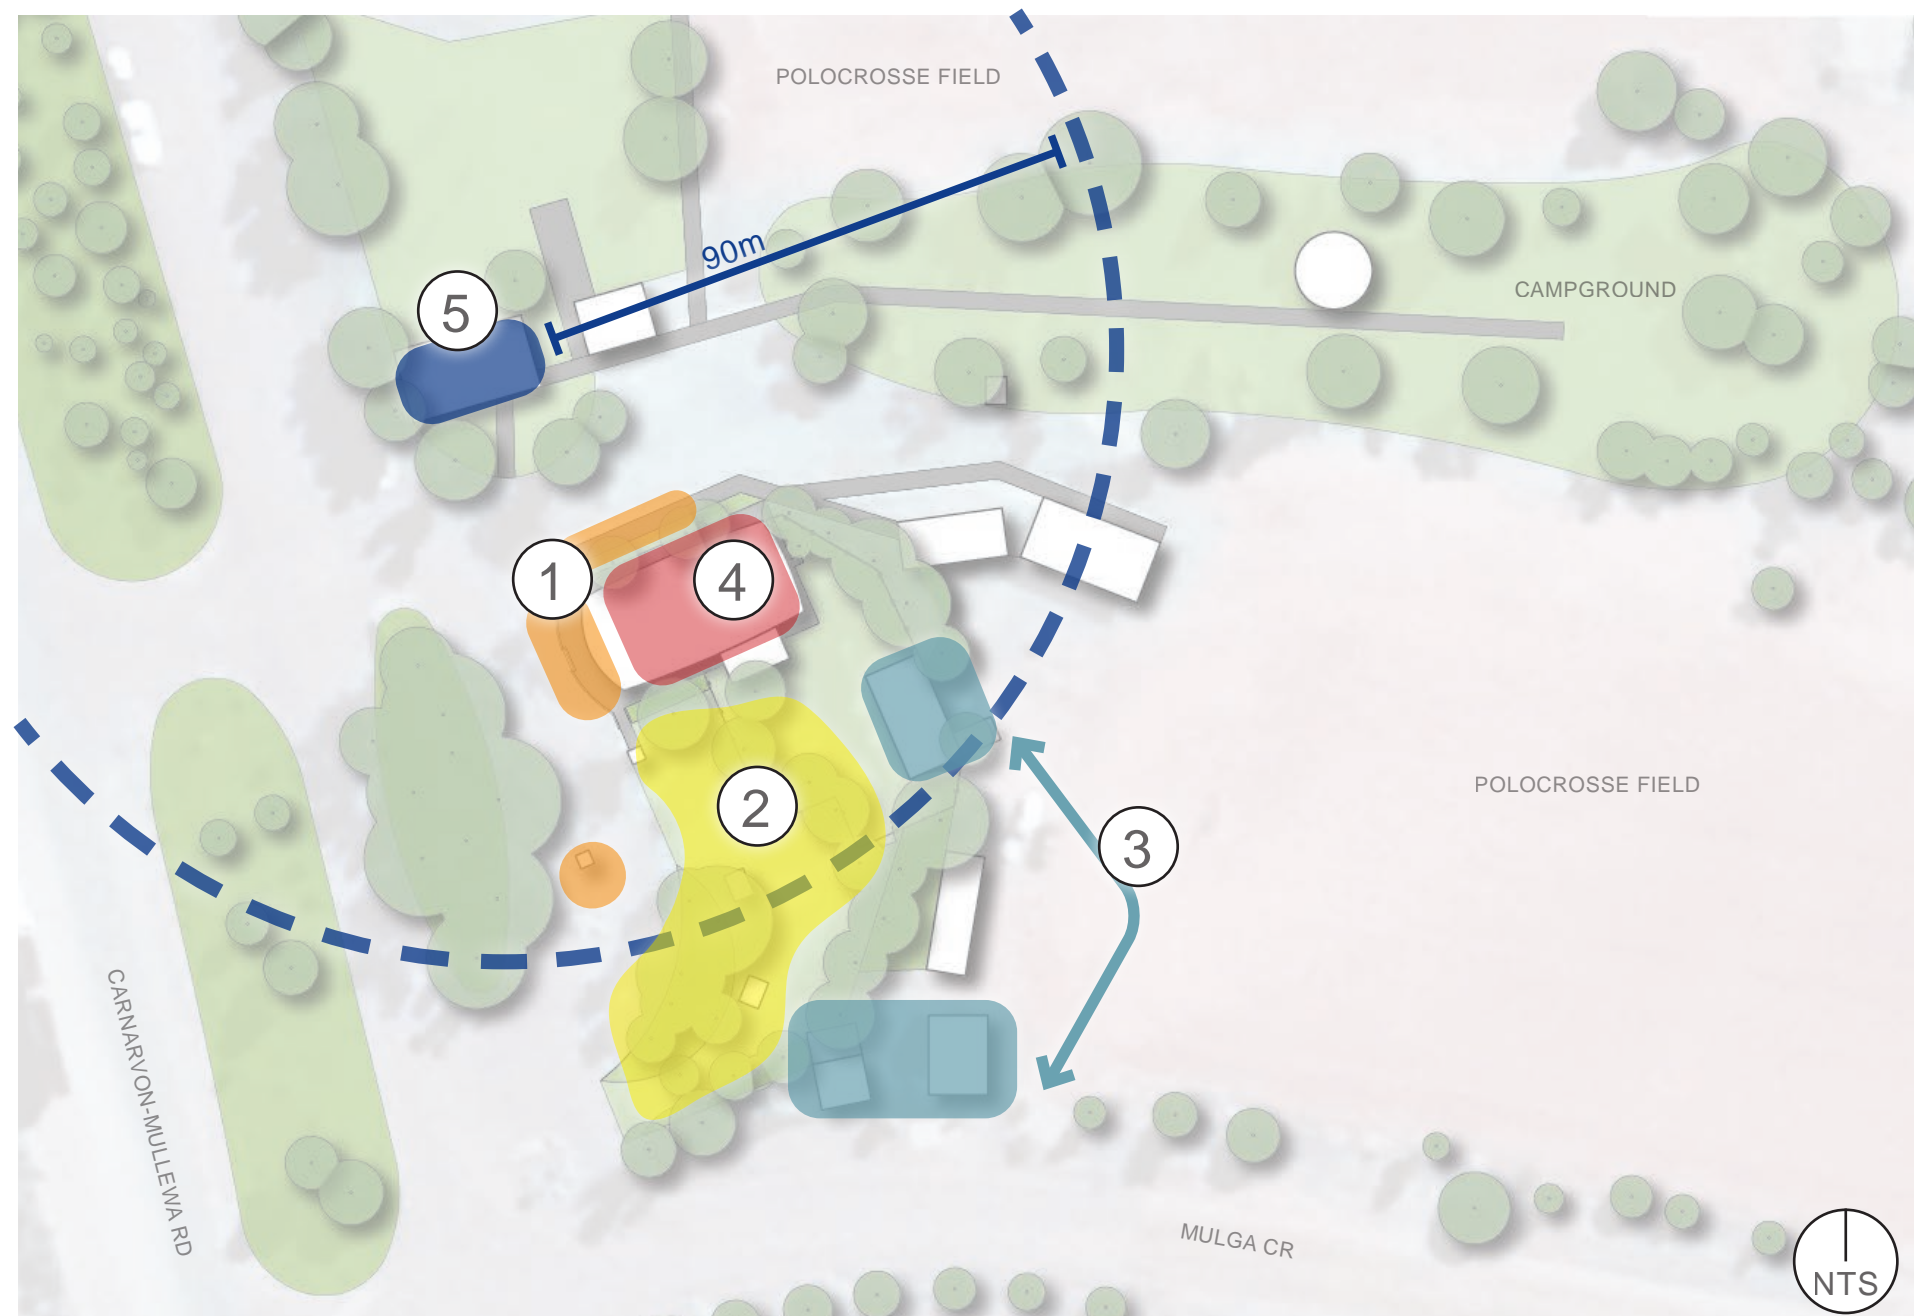 POLOCROSSE FIELD
90m
CAMPGROUND
5
1
4
2
3
POLOCROSSE FIELD
CARNARVON-MULLEWA RD
MULGA CR
NTS